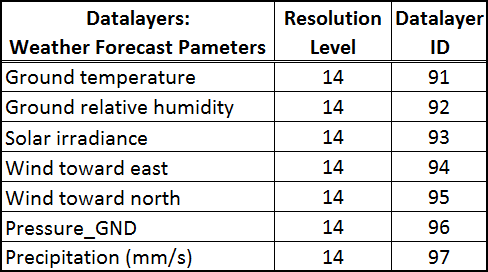 Datalayers: Resolution Datalayer
Weather Forecast Pameters Level ID
Ground temperature 14 91
Ground relative humidity 14 92
Solar irradiance 14 93
Wind toward east 14 94
Wind toward north 14 95
Pressure_GND 14 96
Precipitation (mm/s) 14 97